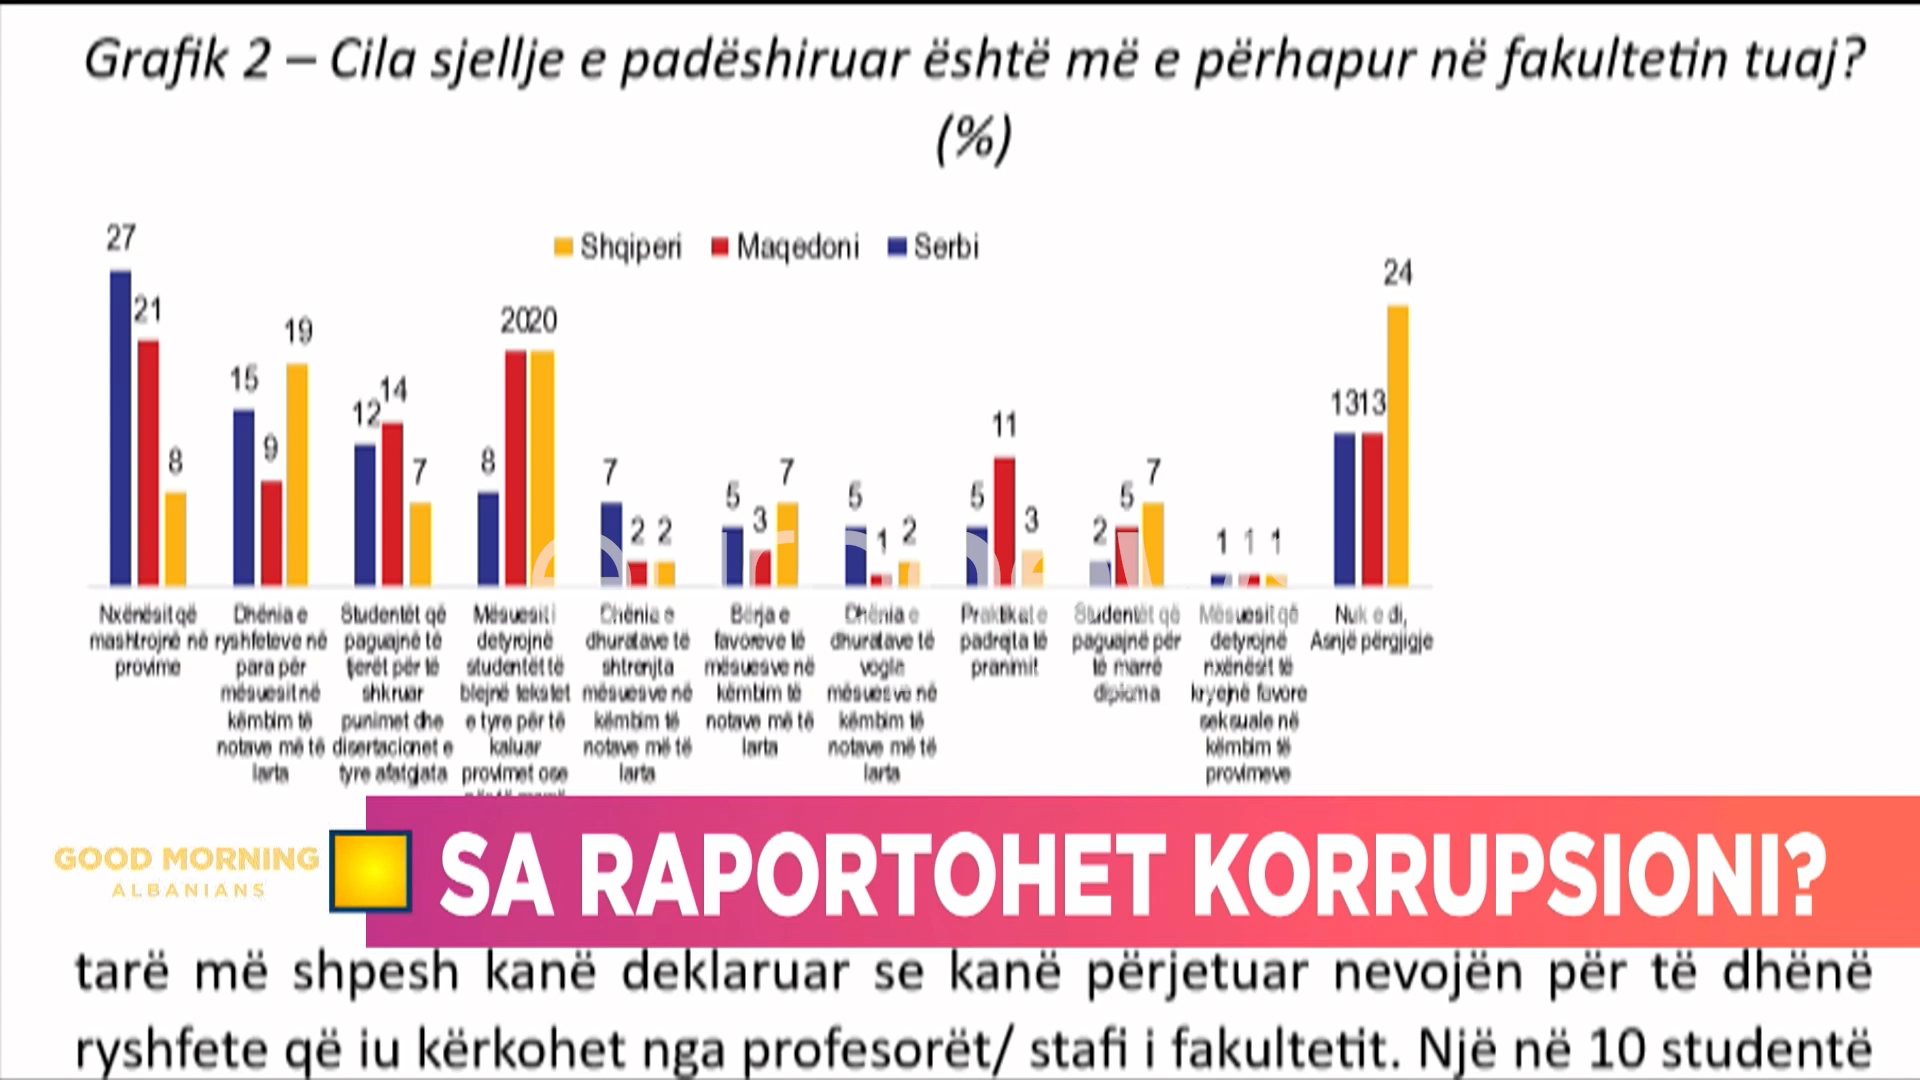 Grafik 2 – Cila sjellje e padëshiruar është më e përhapur në fakultetin tuaj?
(%)
Shqiperi Maqedoni Serbi
27 21 8
15 9 19
12 14 7
8 20 20
7 2 2
5 3 7
5 1 2
5 11 3
2 5 7
1 1 1
13 13 24
Nxënësit që
mashtrojnë në
provime
Dhënia e
ryshfeteve në
para për
mësuesit në
këmbim të
notave më të
larta
Studentët që
paguajnë të
tjerët për të
shkruar
punimet dhe
disertacionet e
tyre afatgjata
Mësuesit i
detyrojnë
studentët të
blejnë tekstet
e tyre për të
kaluar
provimet ose
Dhënia e
dhuratave të
shtrenjta
mësuesve në
këmbim të
notave më të
larta
Bërja e
favoreve të
mësuesve në
këmbim të
notave më të
larta
Dhënia e
dhuratave të
vogla
mësuesve në
këmbim të
notave më të
larta
Praktikat e
padrejta të
pranimit
Studentët që
paguajnë për
të marrë
diploma
Mësuesit që
detyrojnë
nxënësit të
kryejnë favore
seksuale në
këmbim të
provimeve
Nuk e di,
Asnjë përgjigje
euronews
GOOD MORNING
ALBANIANS
SA RAPORTOHET KORRUPSIONI?
tarë më shpesh kanë deklaruar se kanë përjetuar nevojën për të dhënë
ryshfete që iu kërkohet nga profesorët/ stafi i fakultetit. Një në 10 studentë